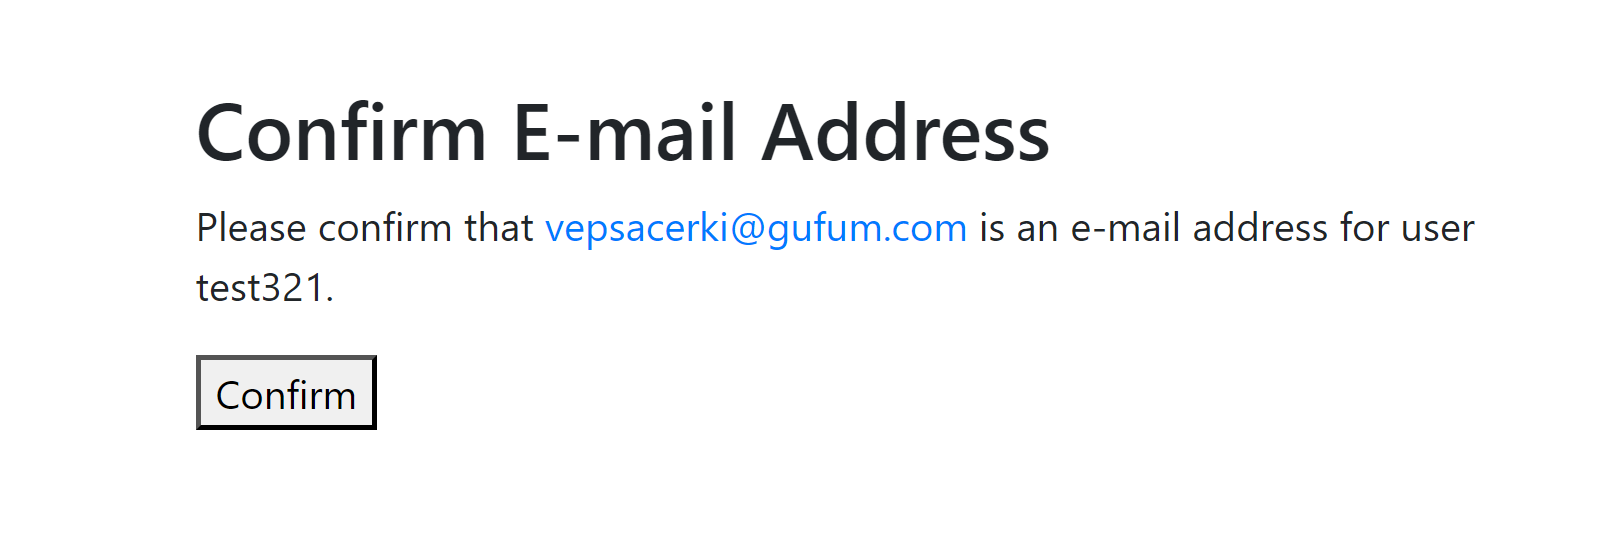 Confirm E-mail Address
Please confirm that vepsacerki@gufum.com is an e-mail address for user
test321.
Confirm